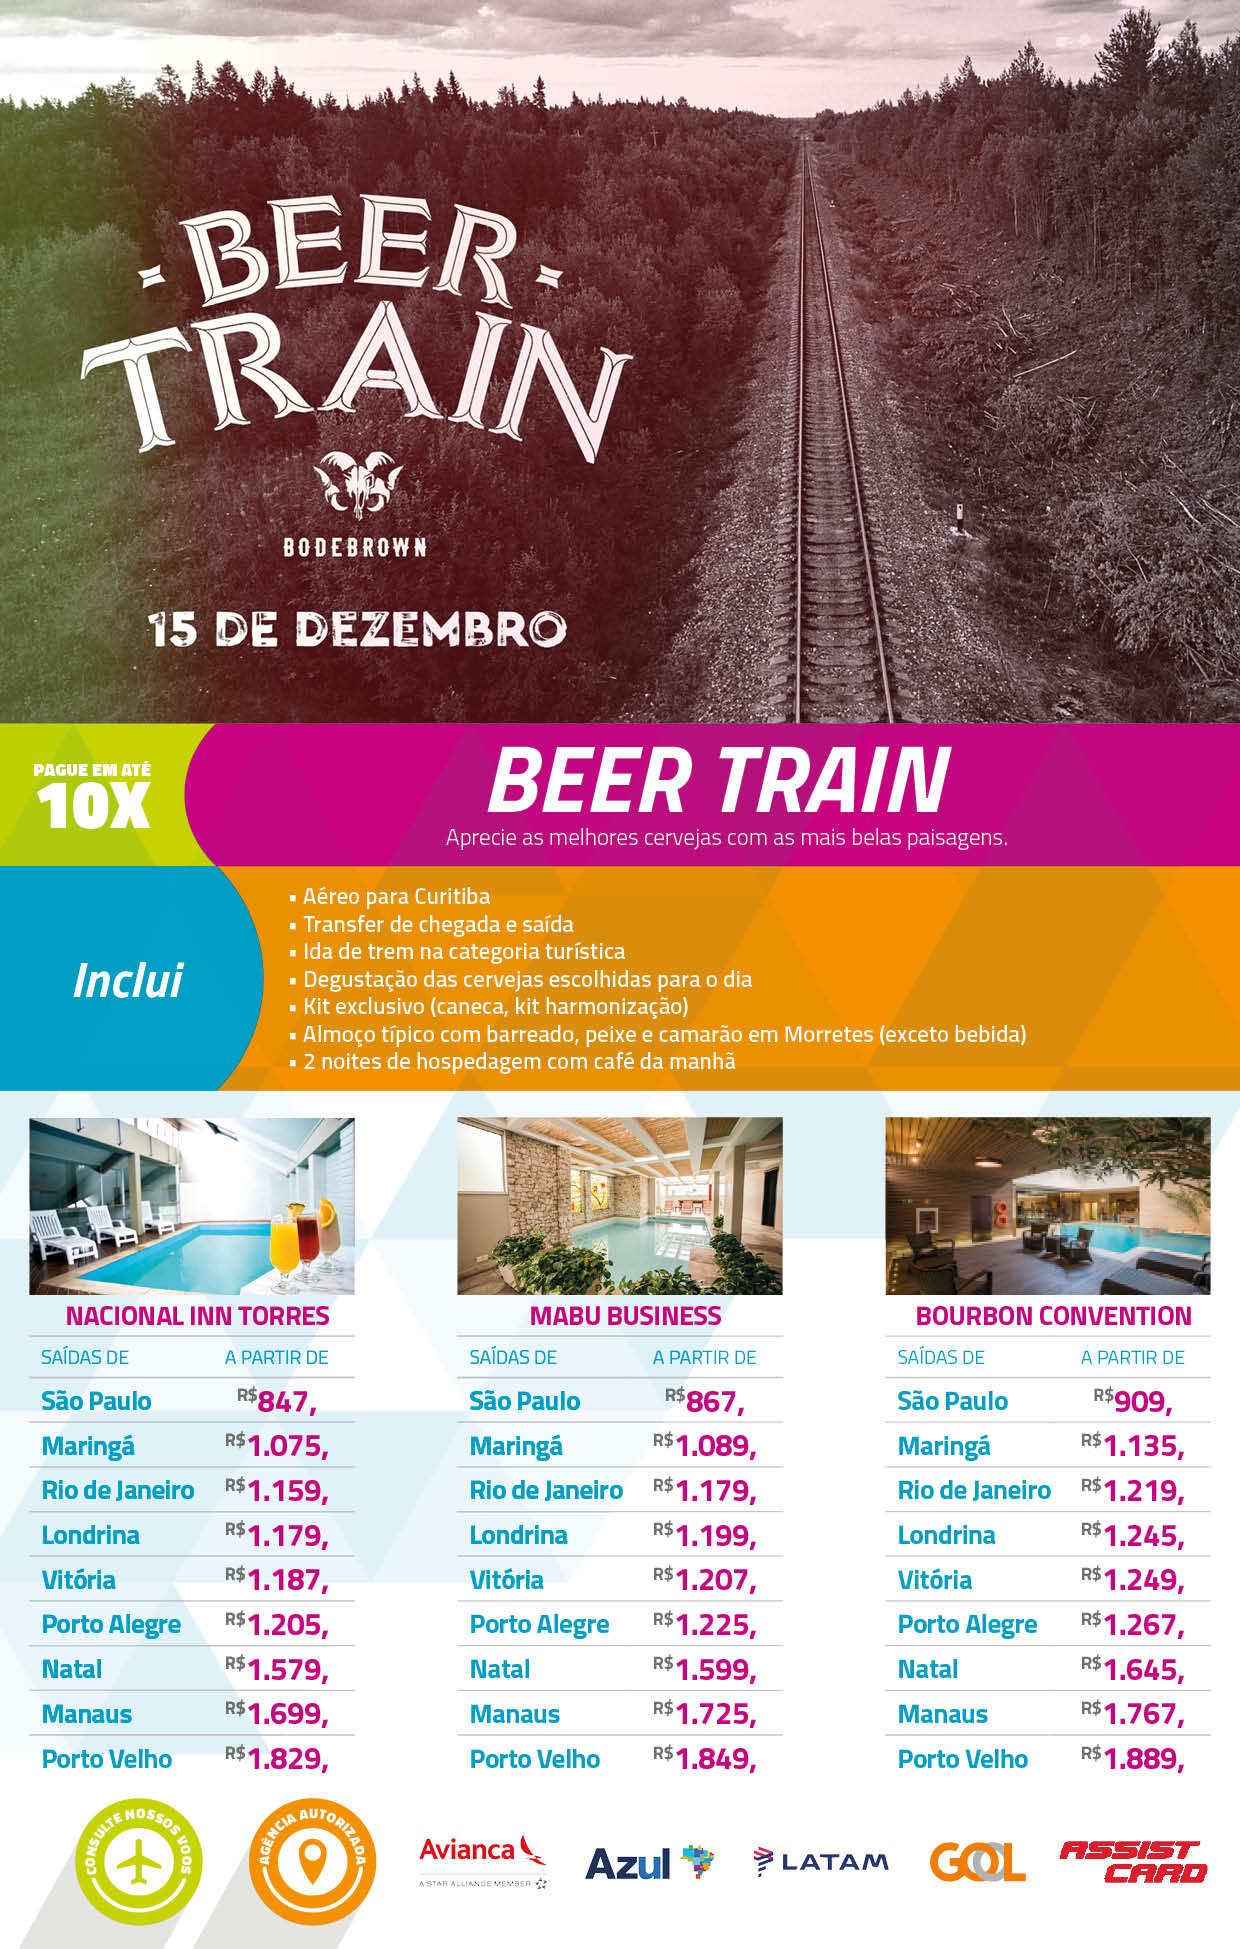 BEER
TRAIN
BODEBROWN
15 DE DEZEMBRO
PAGUE EM ATÉ
10X
BEER TRAIN
Aprecie as melhores cervejas com as mais belas paisagens.
Inclui
• Aéreo para Curitiba
• Transfer de chegada e saída
• Ida de trem na categoria turística
• Degustação das cervejas escolhidas para o dia
• Kit exclusivo (caneca, kit harmonização)
• Almoço típico com barreado, peixe e camarão em Morretes (exceto bebida)
• 2 noites de hospedagem com café da manhã
NACIONAL INN TORRES
SAÍDAS DE A PARTIR DE
São Paulo R$847,
Maringá R$1.075,
Rio de Janeiro R$1.159,
Londrina R$1.179,
Vitória R$1.187,
Porto Alegre R$1.205,
Natal R$1.579,
Manaus R$1.699,
Porto Velho R$1.829,
MABU BUSINESS
SAÍDAS DE A PARTIR DE
São Paulo R$867,
Maringá R$1.089,
Rio de Janeiro R$1.179,
Londrina R$1.199,
Vitória R$1.207,
Porto Alegre R$1.225,
Natal R$1.599,
Manaus R$1.725,
Porto Velho R$1.849,
BOURBON CONVENTION
SAÍDAS DE A PARTIR DE
São Paulo R$909,
Maringá R$1.135,
Rio de Janeiro R$1.219,
Londrina R$1.245,
Vitória R$1.249,
Porto Alegre R$1.267,
Natal R$1.645,
Manaus R$1.767,
Porto Velho R$1.889,
CONSULTE NOSSOS VOOS
AGÊNCIA AUTORIZADA
Avianca
A STAR ALLIANCE MEMBER
Azul
LATAM
GOL
ASSIST
CARD